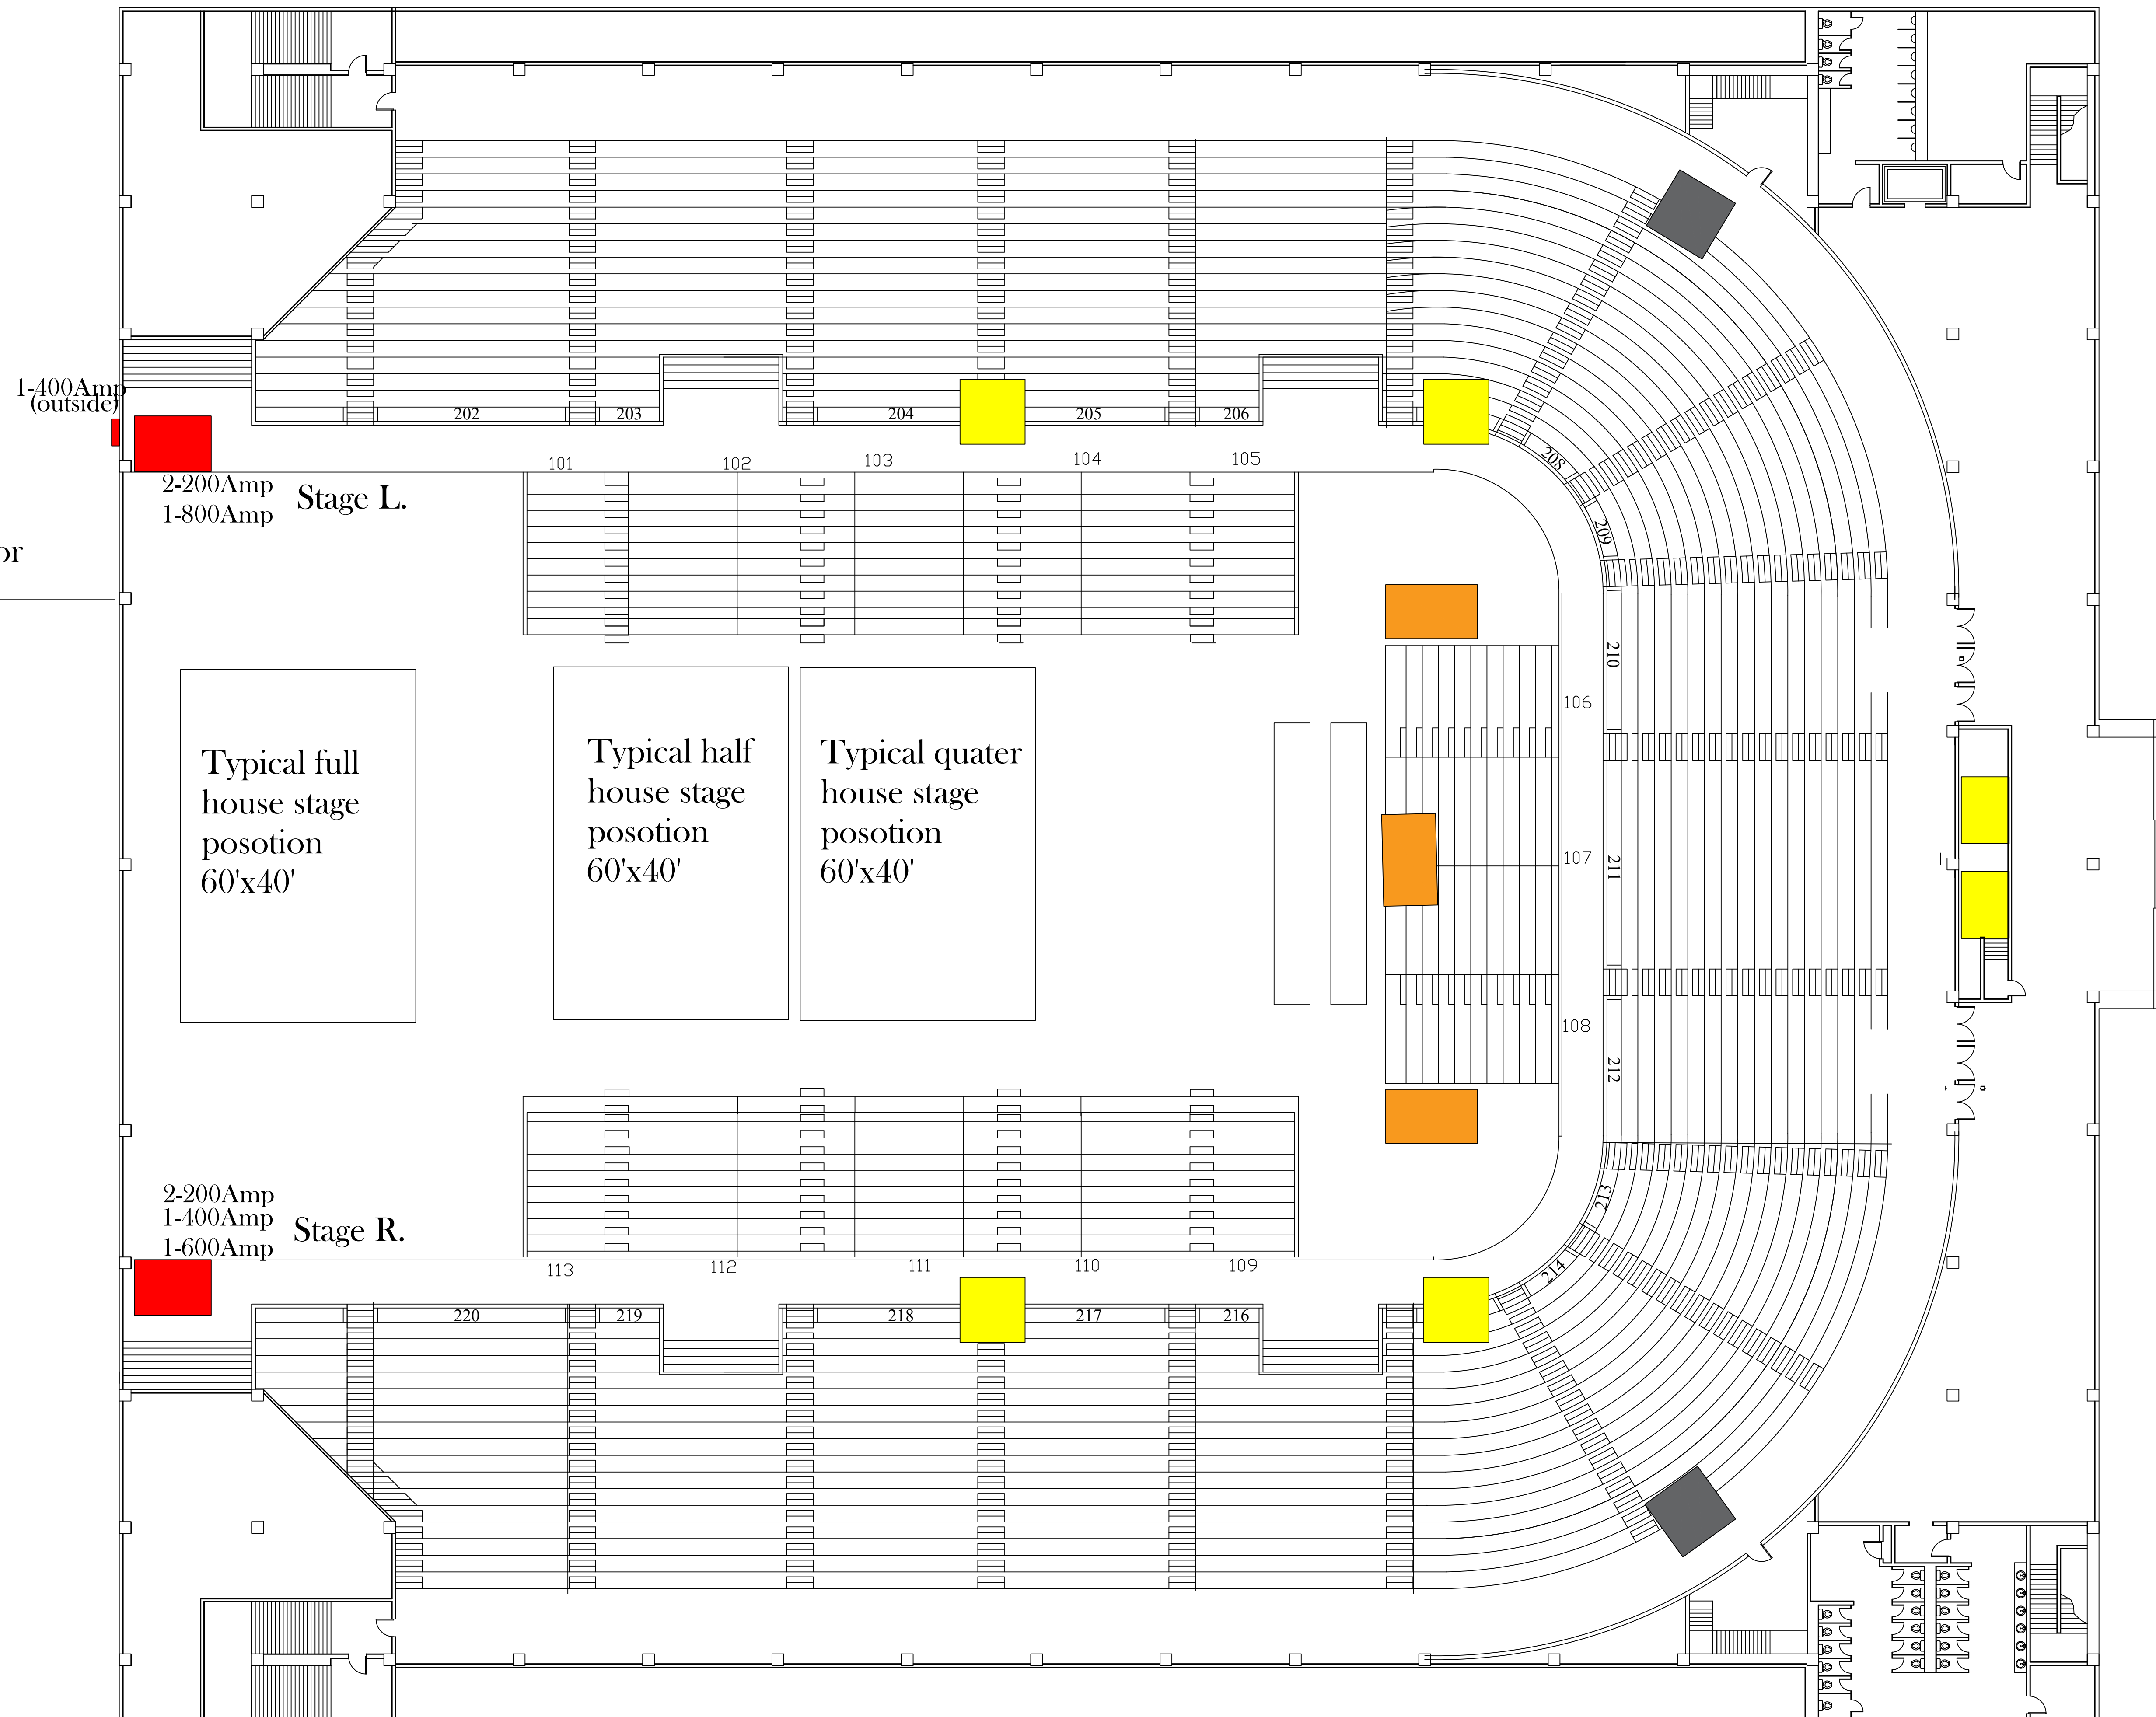 1-400Amp
(outside)
202
203
204
205
206
101
102
103
104
105
208
2-200Amp
1-800Amp
Stage L.
209
or
210
106
Typical full
house stage
posotion
60'x40'
Typical half
house stage
posotion
60'x40'
Typical quater
house stage
posotion
60'x40'
107
211
108
212
2-200Amp
1-400Amp
1-600Amp
Stage R.
213
113
112
111
110
109
214
220
219
218
217
216